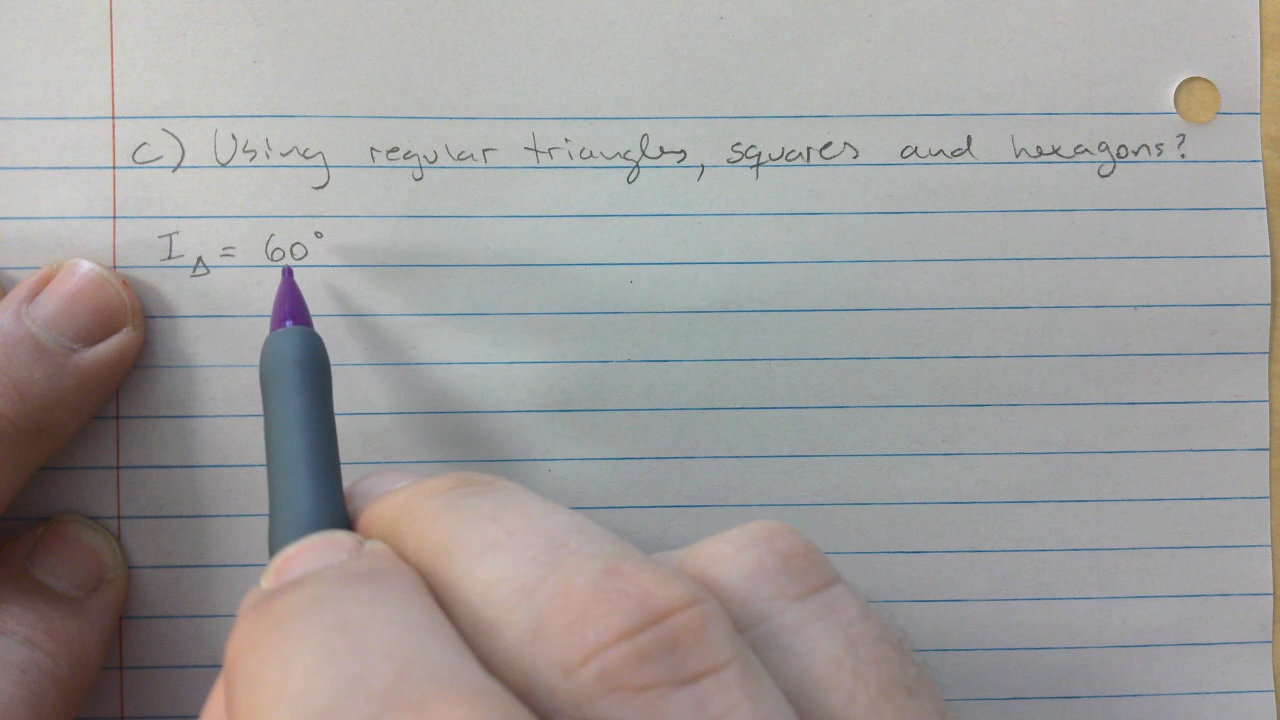 c) Using regular triangles, squares and hexagons?
I△ = 60°